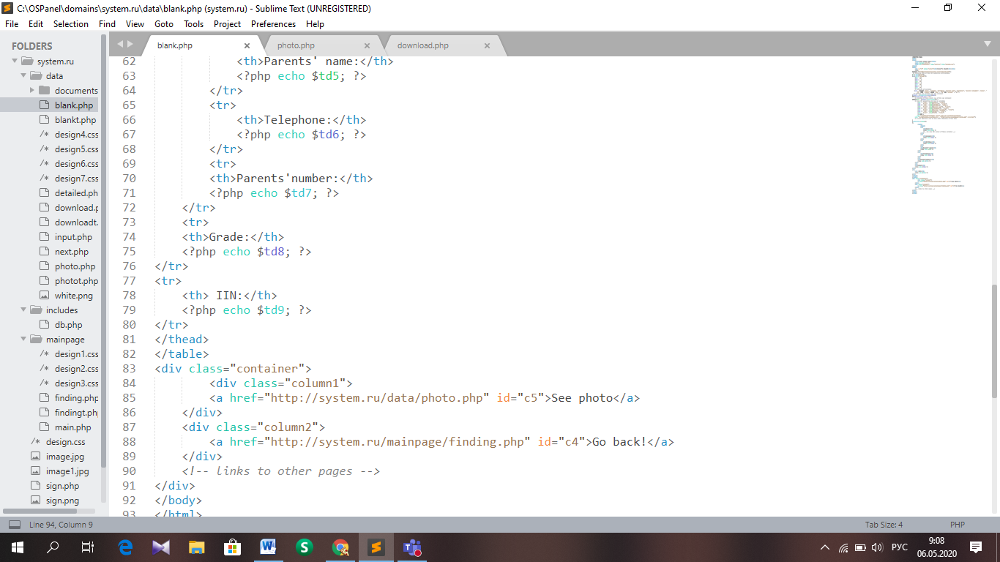 C:\OSPanel\domains\system.ru\data\blank.php (system.ru) - Sublime Text (UNREGISTERED)
File Edit Selection Find View Goto Tools Project Preferences Help
FOLDERS
system.ru
data
documents
blank.php
blankt.php
/* design4.css
/* design5.css
/* design6.css
/* design7.css
detailed.ph
download.p
downloadt.
input.php
next.php
photo.php
photot.php
white.png
includes
db.php
mainpage
/* design1.css
/* design2.css
/* design3.css
finding.php
findingt.ph
main.php
/* design.css
image.jpg
image1.jpg
sign.php
sign.png
blank.php photo.php download.php
62 <th>Parents' name:</th>
63 <?php echo $td5; ?>
64 </tr>
65 <tr>
66 <th>Telephone:</th>
67 <?php echo $td6; ?>
68 </tr>
69 <tr>
70 <th>Parents'number:</th>
71 <?php echo $td7; ?>
72 </tr>
73 <tr>
74 <th>Grade:</th>
75 <?php echo $td8; ?>
76 </tr>
77 <tr>
78 <th> IIN:</th>
79 <?php echo $td9; ?>
80 </tr>
81 </thead>
82 </table>
83 <div class="container">
84 <div class="column1">
85 <a href="http://system.ru/data/photo.php" id="c5">See photo</a>
86 </div>
87 <div class="column2">
88 <a href="http://system.ru/mainpage/finding.php" id="c4">Go back!</a>
89 </div>
90 <!-- links to other pages -->
91 </div>
92 </body>
93 </html>
Line 94, Column 9 Tab Size: 4 PHP
РУС 9:08
06.05.2020